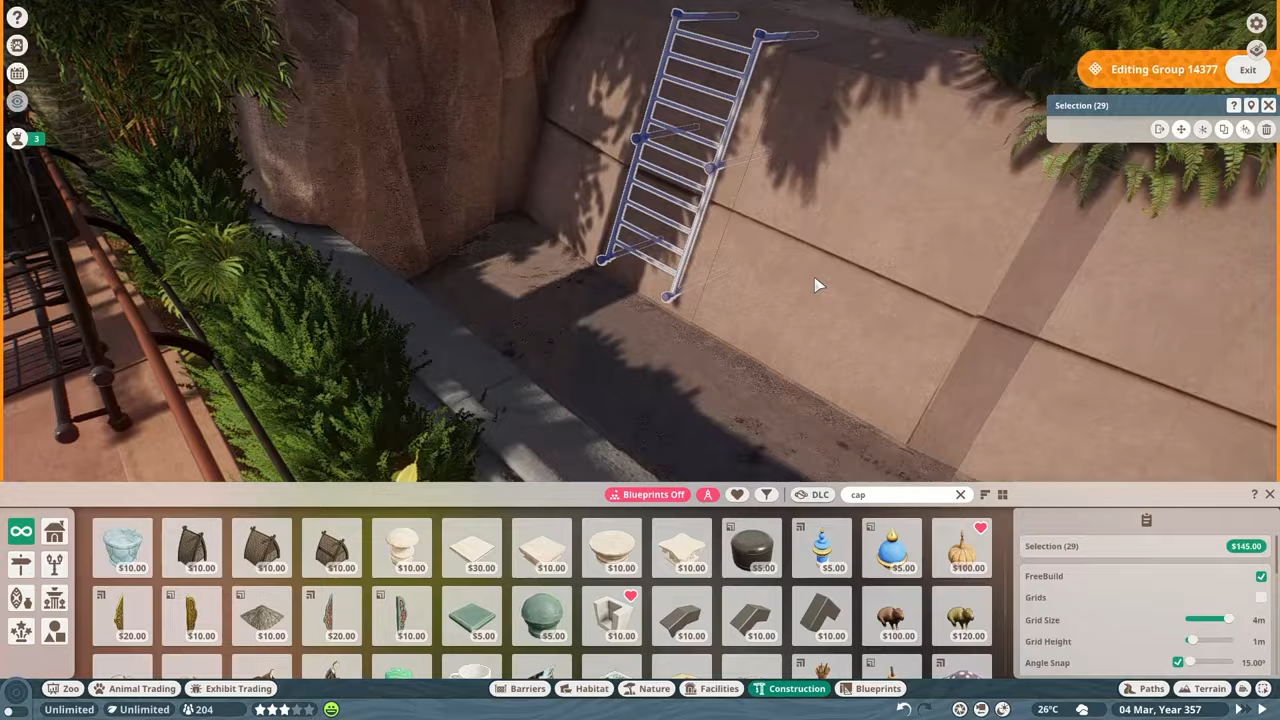 ?
Editing Group 14377
Exit
Selection (29)
?
3
Blueprints Off
DLC
cap
?
$10.00 $10.00 $10.00 $10.00 $10.00 $30.00 $10.00 $10.00 $10.00 $5.00 $5.00 $5.00 $100.00
$20.00 $10.00 $10.00 $20.00 $10.00 $5.00 $5.00 $10.00 $10.00 $10.00 $10.00 $100.00 $120.00
Selection (29) $145.00
FreeBuild
Grids
Grid Size 4m
Grid Height 1m
Angle Snap 15.00°
Zoo Animal Trading Exhibit Trading Barriers Habitat Nature Facilities Construction Blueprints Paths Terrain
Unlimited Unlimited 204 26°C 04 Mar, Year 357